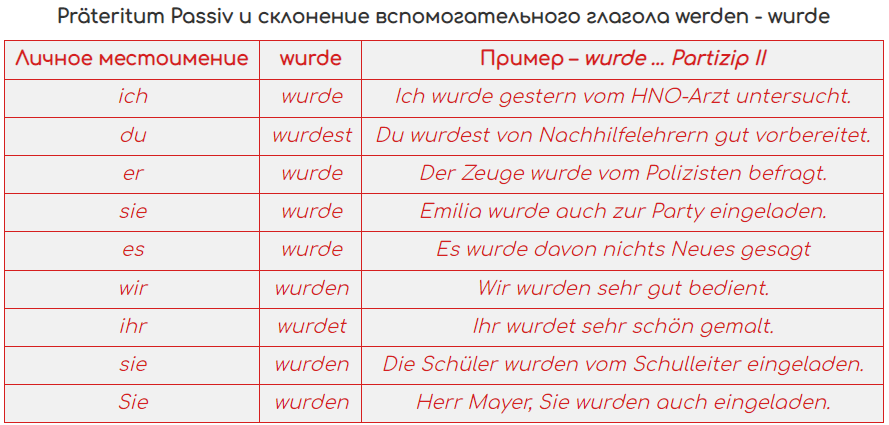 Präteritum Passiv и склонение вспомогательного глагола werden - wurde
Личное местоимение wurde Пример – wurde ... Partizip II
ich wurde Ich wurde gestern vom HNO-Arzt untersucht.
du wurdest Du wurdest von Nachhilfelehrern gut vorbereitet.
er wurde Der Zeuge wurde vom Polizisten befragt.
sie wurde Emilia wurde auch zur Party eingeladen.
es wurde Es wurde davon nichts Neues gesagt
wir wurden Wir wurden sehr gut bedient.
ihr wurdet Ihr wurdet sehr schön gemalt.
sie wurden Die Schüler wurden vom Schulleiter eingeladen.
Sie wurden Herr Mayer, Sie wurden auch eingeladen.